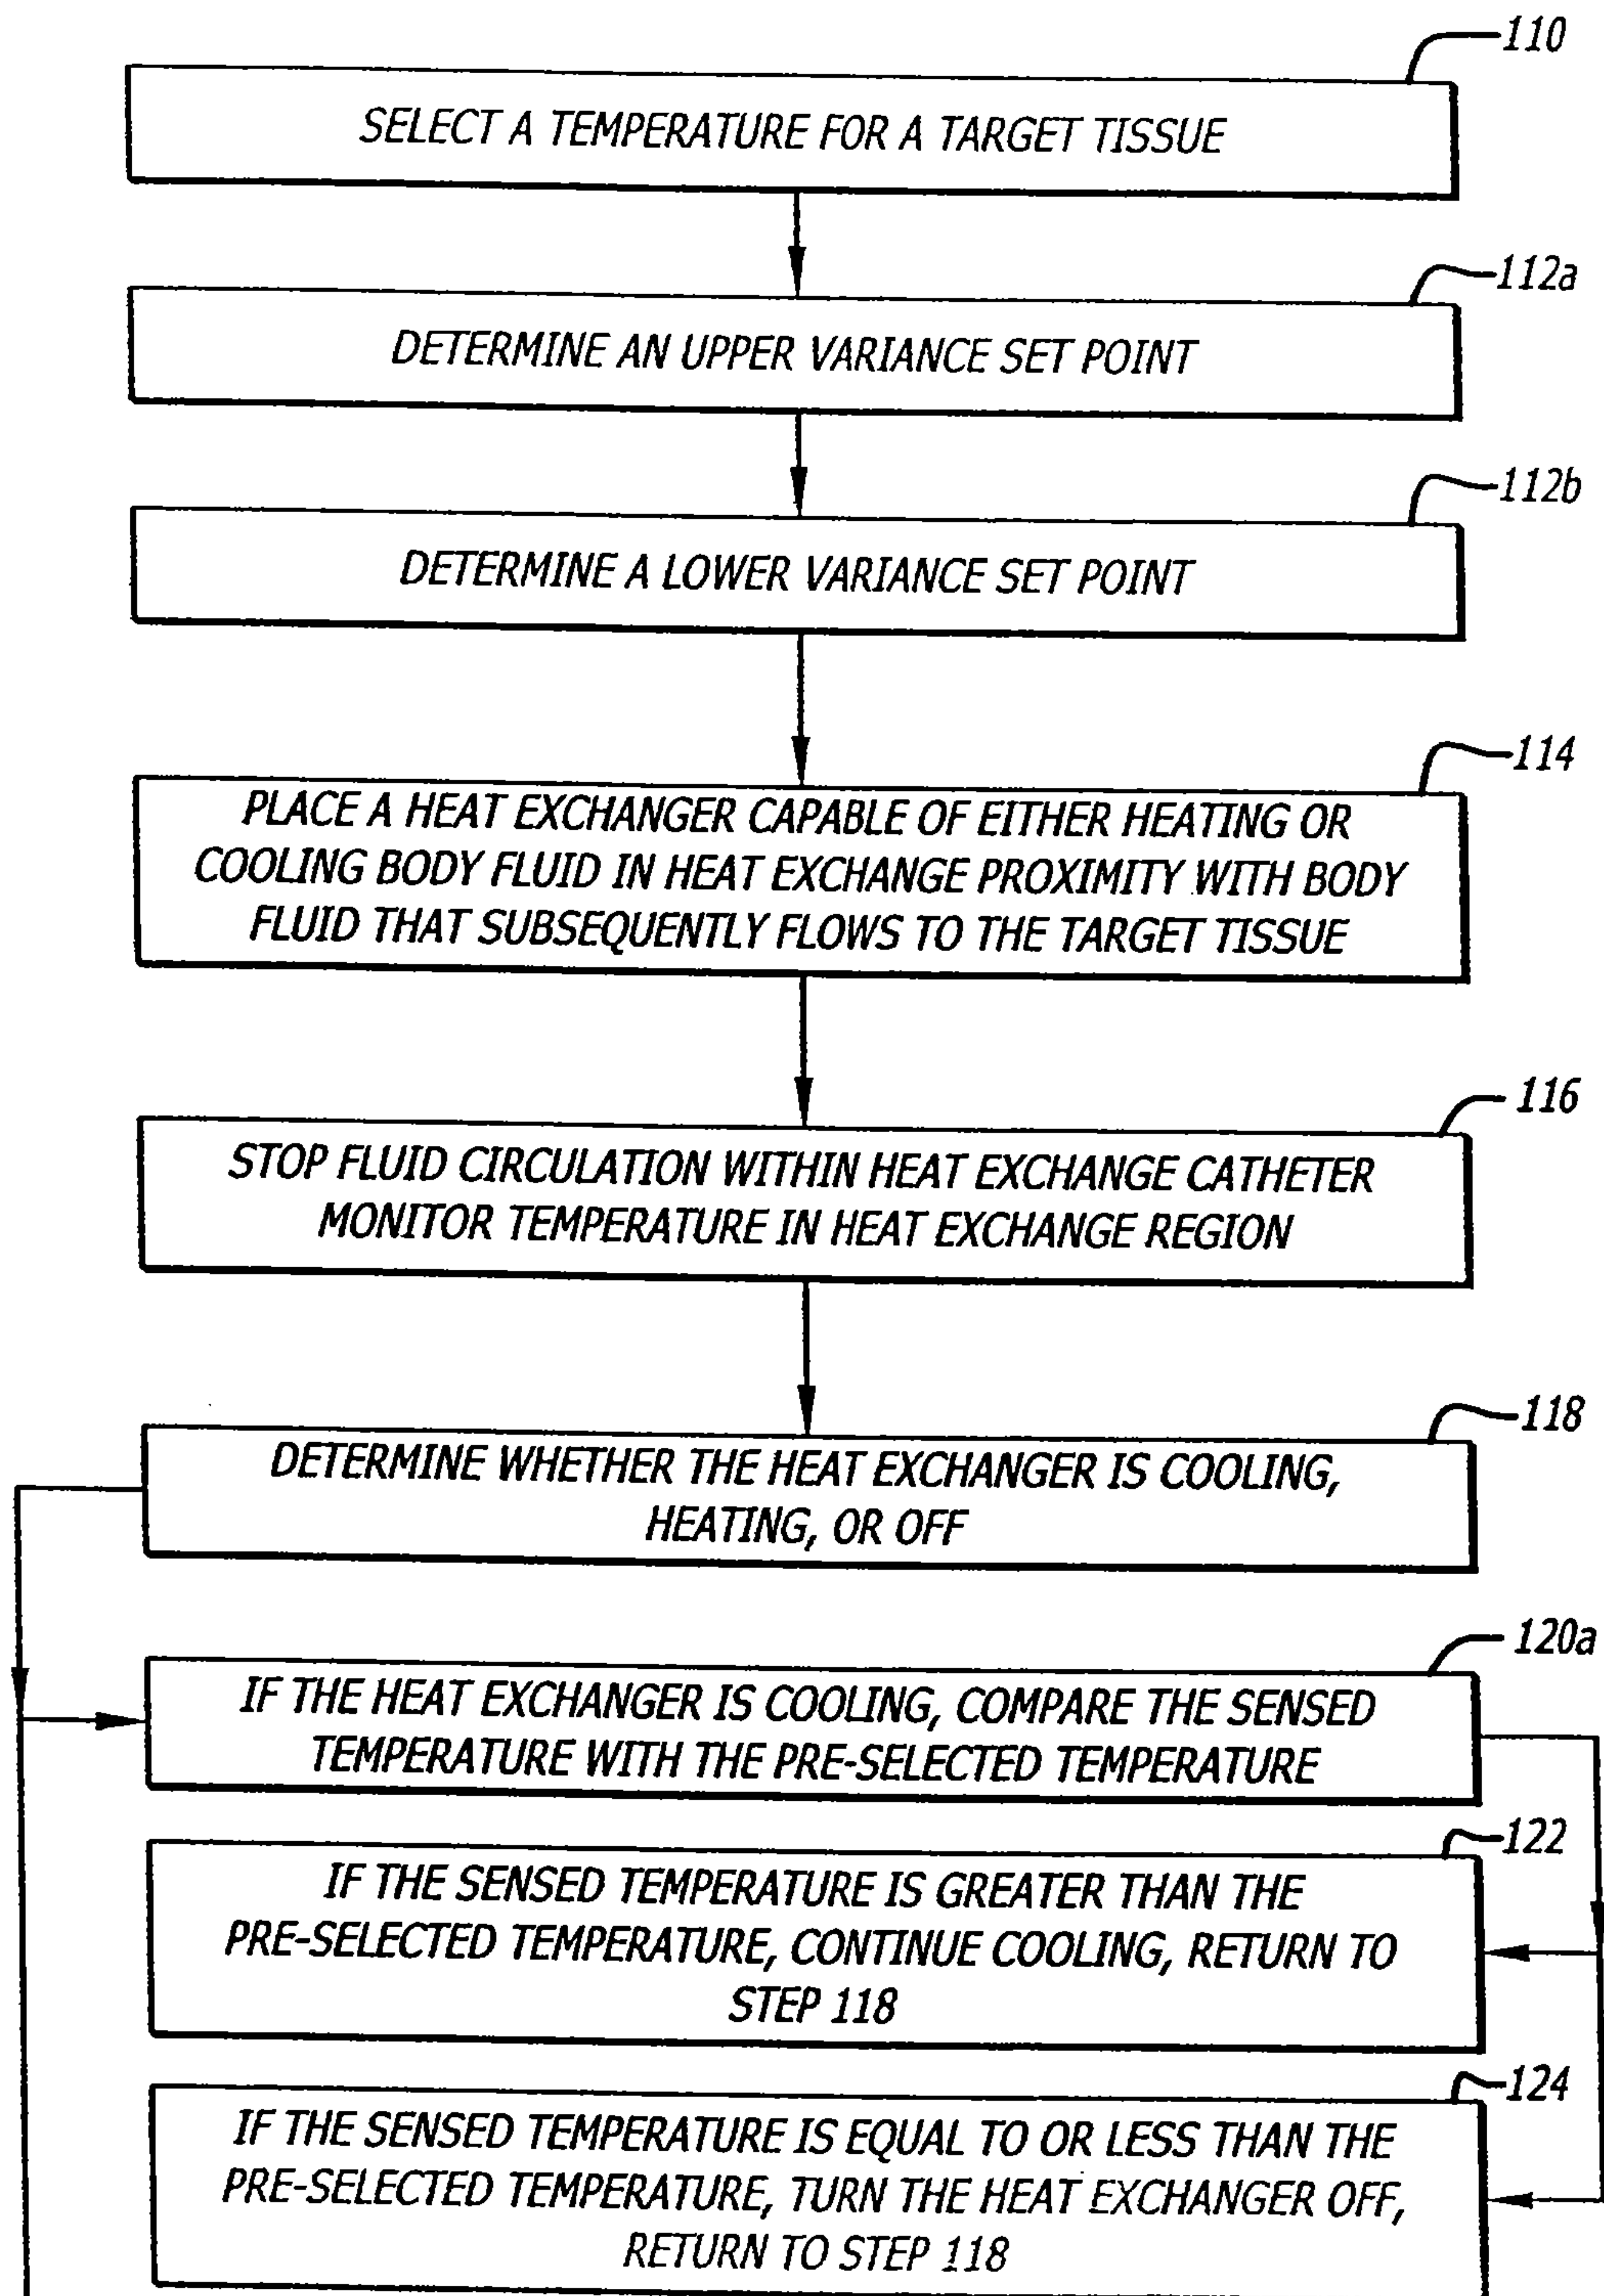 110
SELECT A TEMPERATURE FOR A TARGET TISSUE
112a
DETERMINE AN UPPER VARIANCE SET POINT
112b
DETERMINE A LOWER VARIANCE SET POINT
114
PLACE A HEAT EXCHANGER CAPABLE OF EITHER HEATING OR
COOLING BODY FLUID IN HEAT EXCHANGE PROXIMITY WITH BODY
FLUID THAT SUBSEQUENTLY FLOWS TO THE TARGET TISSUE
116
STOP FLUID CIRCULATION WITHIN HEAT EXCHANGE CATHETER
MONITOR TEMPERATURE IN HEAT EXCHANGE REGION
118
DETERMINE WHETHER THE HEAT EXCHANGER IS COOLING,
HEATING, OR OFF
120a
IF THE HEAT EXCHANGER IS COOLING, COMPARE THE SENSED
TEMPERATURE WITH THE PRE-SELECTED TEMPERATURE
122
IF THE SENSED TEMPERATURE IS GREATER THAN THE
PRE-SELECTED TEMPERATURE, CONTINUE COOLING, RETURN TO
STEP 118
124
IF THE SENSED TEMPERATURE IS EQUAL TO OR LESS THAN THE
PRE-SELECTED TEMPERATURE, TURN THE HEAT EXCHANGER OFF,
RETURN TO STEP 118